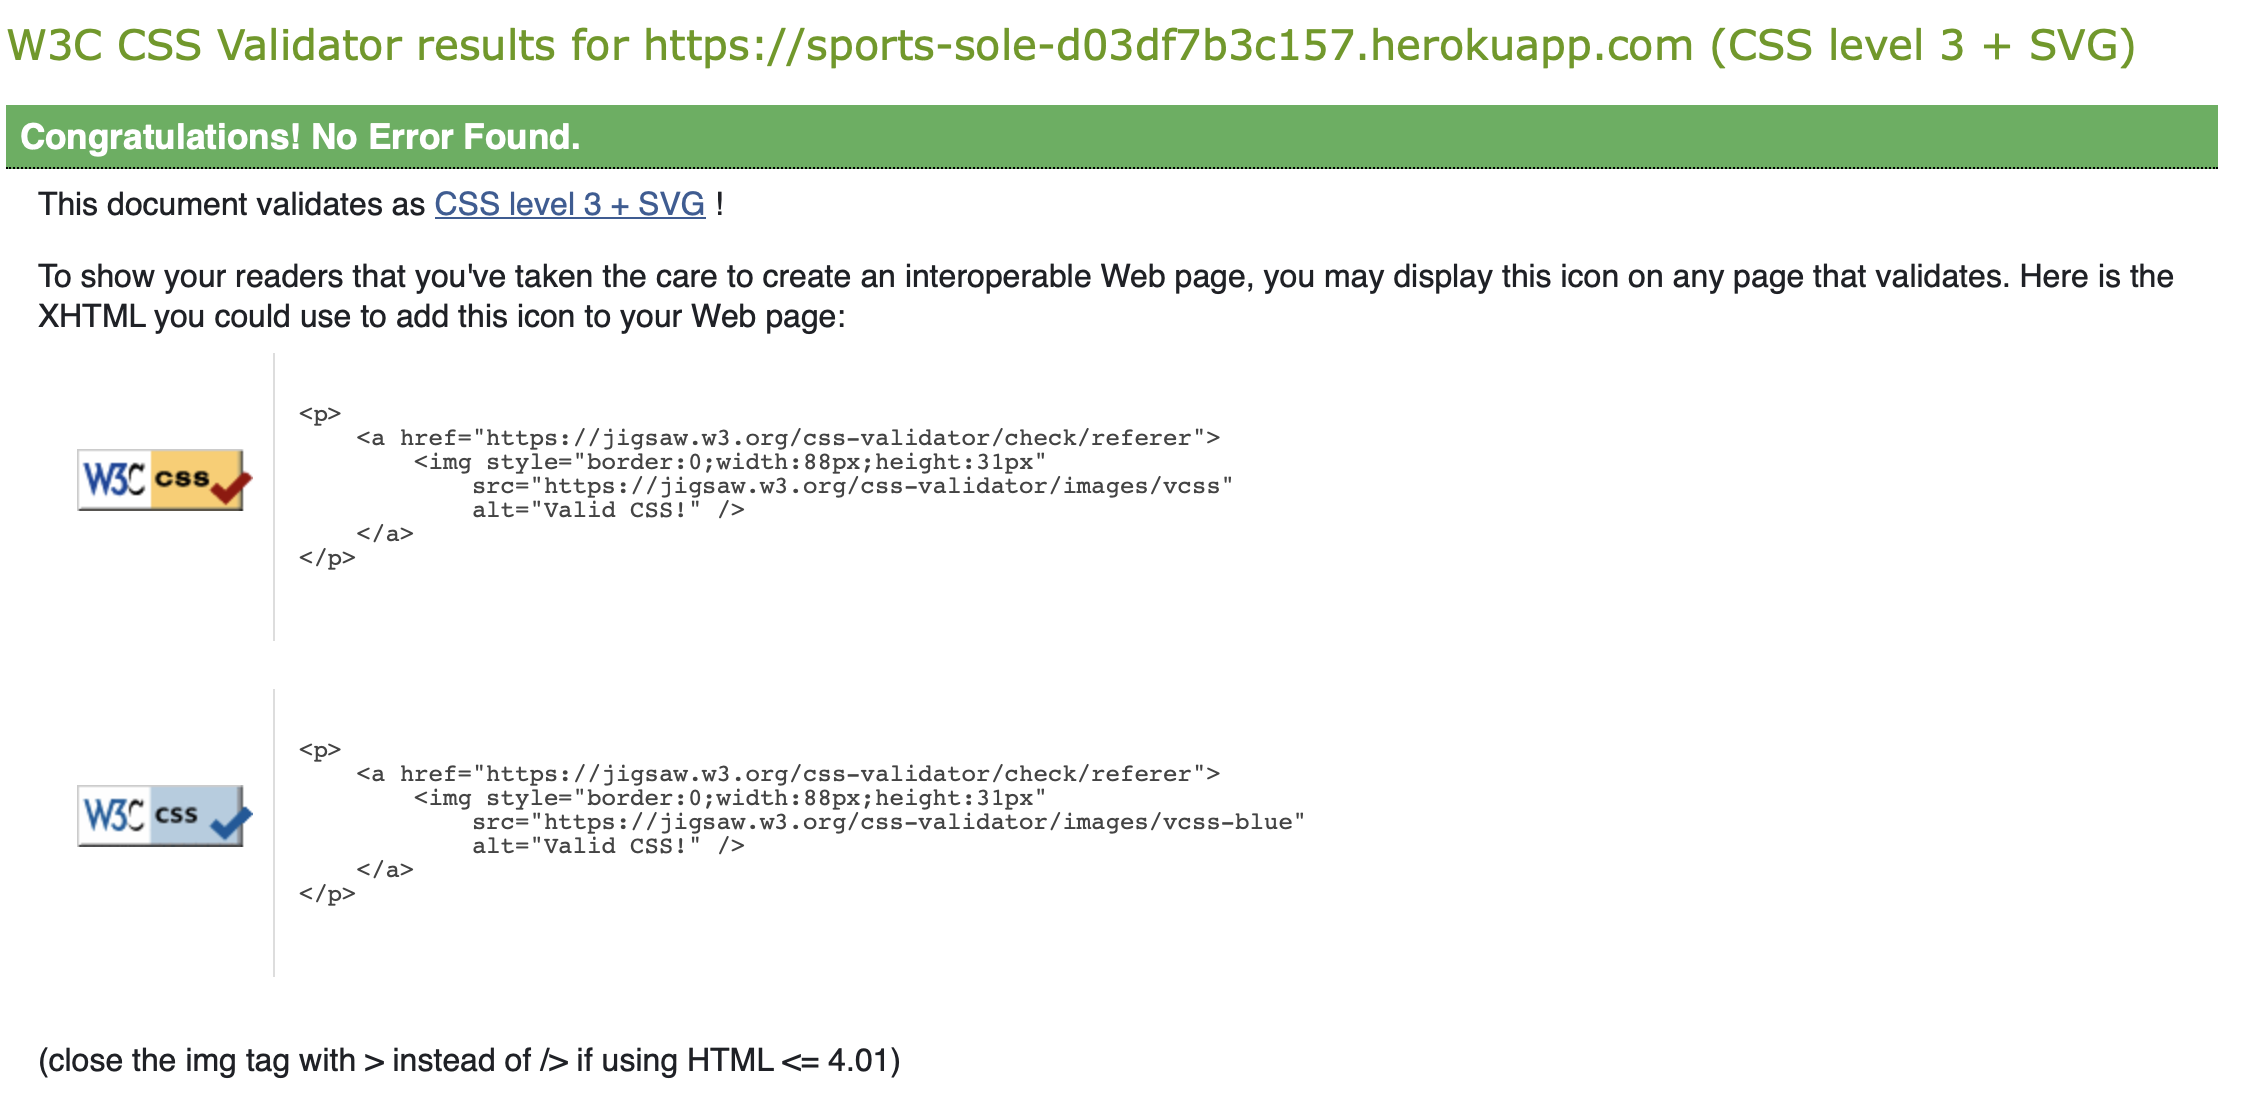 W3C CSS Validator results for https://sports-sole-d03df7b3c157.herokuapp.com (CSS level 3 + SVG)
Congratulations! No Error Found.
This document validates as CSS level 3 + SVG !
To show your readers that you've taken the care to create an interoperable Web page, you may display this icon on any page that validates. Here is the
XHTML you could use to add this icon to your Web page:
W3C css
<p>
    <a href="https://jigsaw.w3.org/css-validator/check/referer">
        <img style="border:0;width:88px;height:31px"
            src="https://jigsaw.w3.org/css-validator/images/vcss"
            alt="Valid CSS!" />
    </a>
</p>
W3C css
<p>
    <a href="https://jigsaw.w3.org/css-validator/check/referer">
        <img style="border:0;width:88px;height:31px"
            src="https://jigsaw.w3.org/css-validator/images/vcss-blue"
            alt="Valid CSS!" />
    </a>
</p>
(close the img tag with > instead of /> if using HTML <= 4.01)